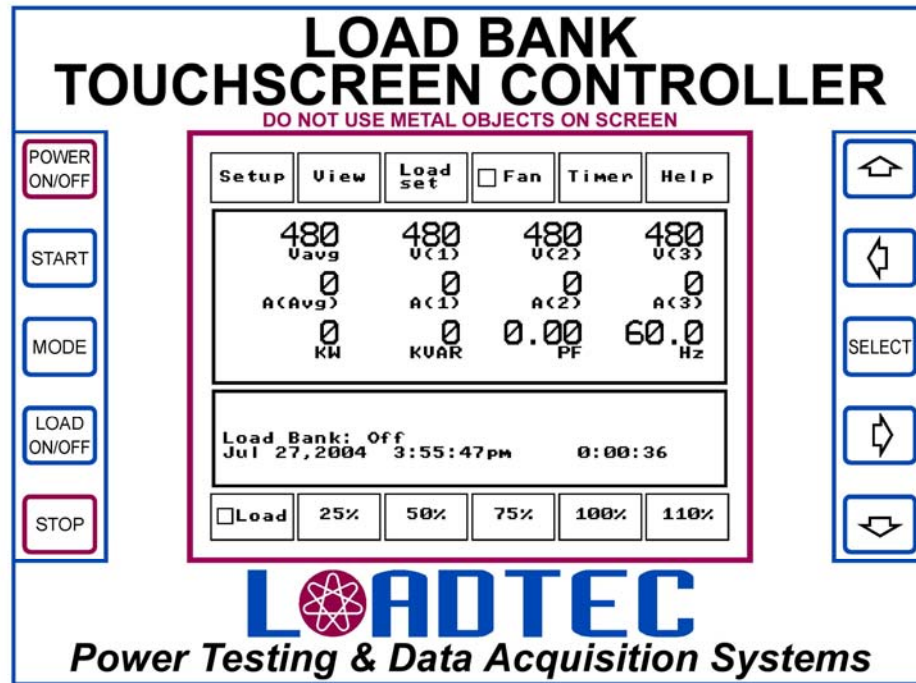 LOAD BANK
TOUCHSCREEN CONTROLLER
DO NOT USE METAL OBJECTS ON SCREEN
POWER
ON/OFF
START
MODE
LOAD
ON/OFF
STOP
Setup View Load set Fan Timer Help
480 480 480 480
Vavg V(1) V(2) V(3)
0 0 0 0
A(Avg) A(1) A(2) A(3)
0 0 0.00 60.0
KW KVAR PF Hz
Load Bank: Off
Jul 27,2004 3:55:47pm 0:00:36
Load 25% 50% 75% 100% 110%
SELECT
LOADTEC
Power Testing & Data Acquisition Systems